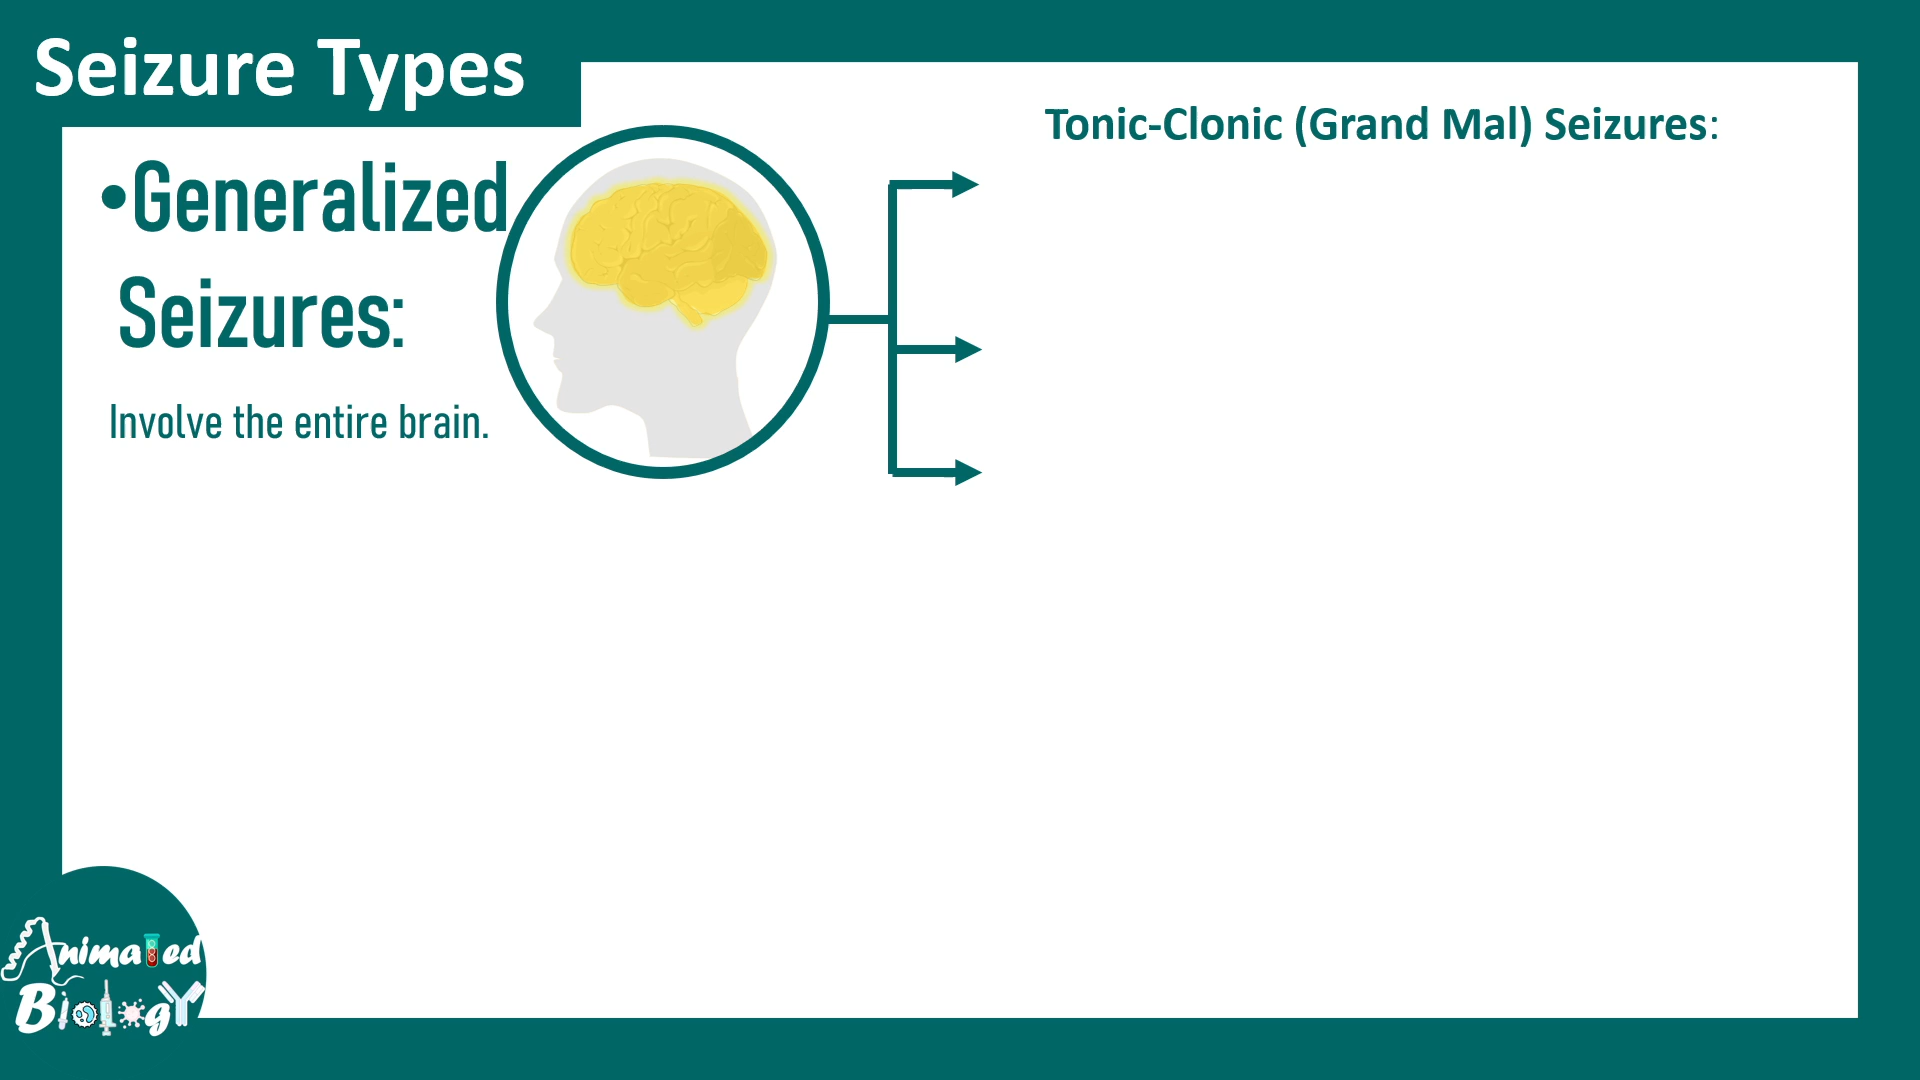 Seizure Types
Tonic-Clonic (Grand Mal) Seizures:
•Generalized
Seizures:
Involve the entire brain.
Animated
Biology